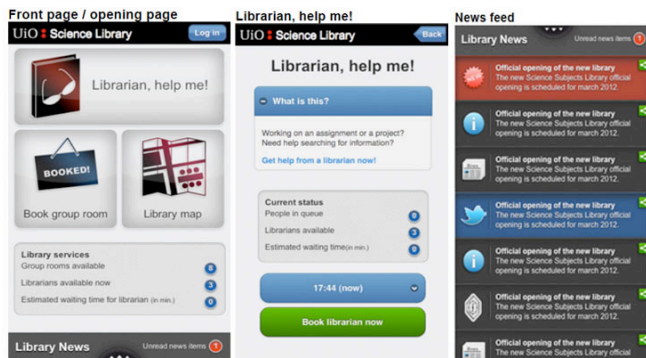 Front page / opening page
UiO : Science Library
Log in
Librarian, help me!
BOOKED!
Book group room
Library map
Library services
Group rooms available
8
Librarians available now
3
Estimated waiting time for librarian (in min.)
0
Library News
Unread news items
1
Librarian, help me!
UiO : Science Library
Back
Librarian, help me!
What is this?
Working on an assignment or a project?
Need help searching for information?
Get help from a librarian now!
Current status
People in queue
0
Librarians available
3
Estimated waiting time(in min.)
0
17:44 (now)
Book librarian now
News feed
Library News
Unread news items
1
Official opening of the new library
The new Science Subjects Library official
opening is scheduled for march 2012.
Official opening of the new library
The new Science Subjects Library official
opening is scheduled for march 2012.
Official opening of the new library
The new Science Subjects Library official
opening is scheduled for march 2012.
Official opening of the new library
The new Science Subjects Library official
opening is scheduled for march 2012.
Official opening of the new library
The new Science Subjects Library official
opening is scheduled for march 2012.
Official opening of the new library
The new Science Subjects Library official
opening is scheduled for march 2012.
Official opening of the new library
The new Science Subjects Library official